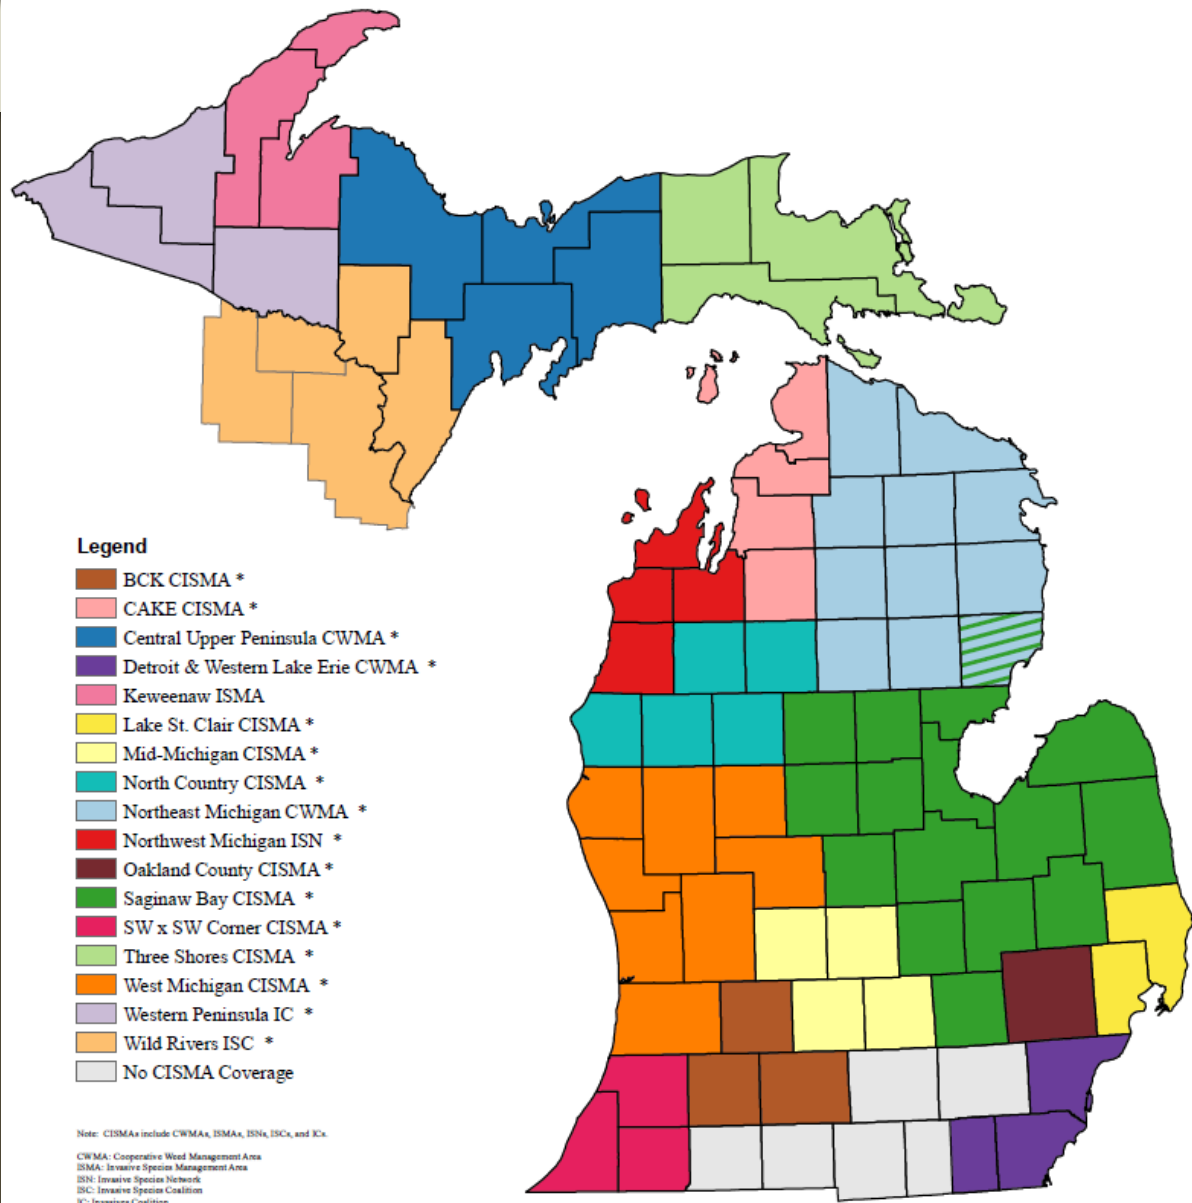 Legend
BCK CISMA *
CAKE CISMA *
Central Upper Peninsula CWMA *
Detroit & Western Lake Erie CWMA *
Keweenaw ISMA
Lake St. Clair CISMA *
Mid-Michigan CISMA *
North Country CISMA *
Northeast Michigan CWMA *
Northwest Michigan ISN *
Oakland County CISMA *
Saginaw Bay CISMA *
SW x SW Corner CISMA *
Three Shores CISMA *
West Michigan CISMA *
Western Peninsula IC *
Wild Rivers ISC *
No CISMA Coverage
Note: CISMAs include CWMAs, ISMAs, ISNs, ISCs, and ICs.
CWMA: Cooperative Weed Management Area
ISMA: Invasive Species Management Area
ISN: Invasive Species Network
ISC: Invasive Species Coalition
IC: Invasives Coalition